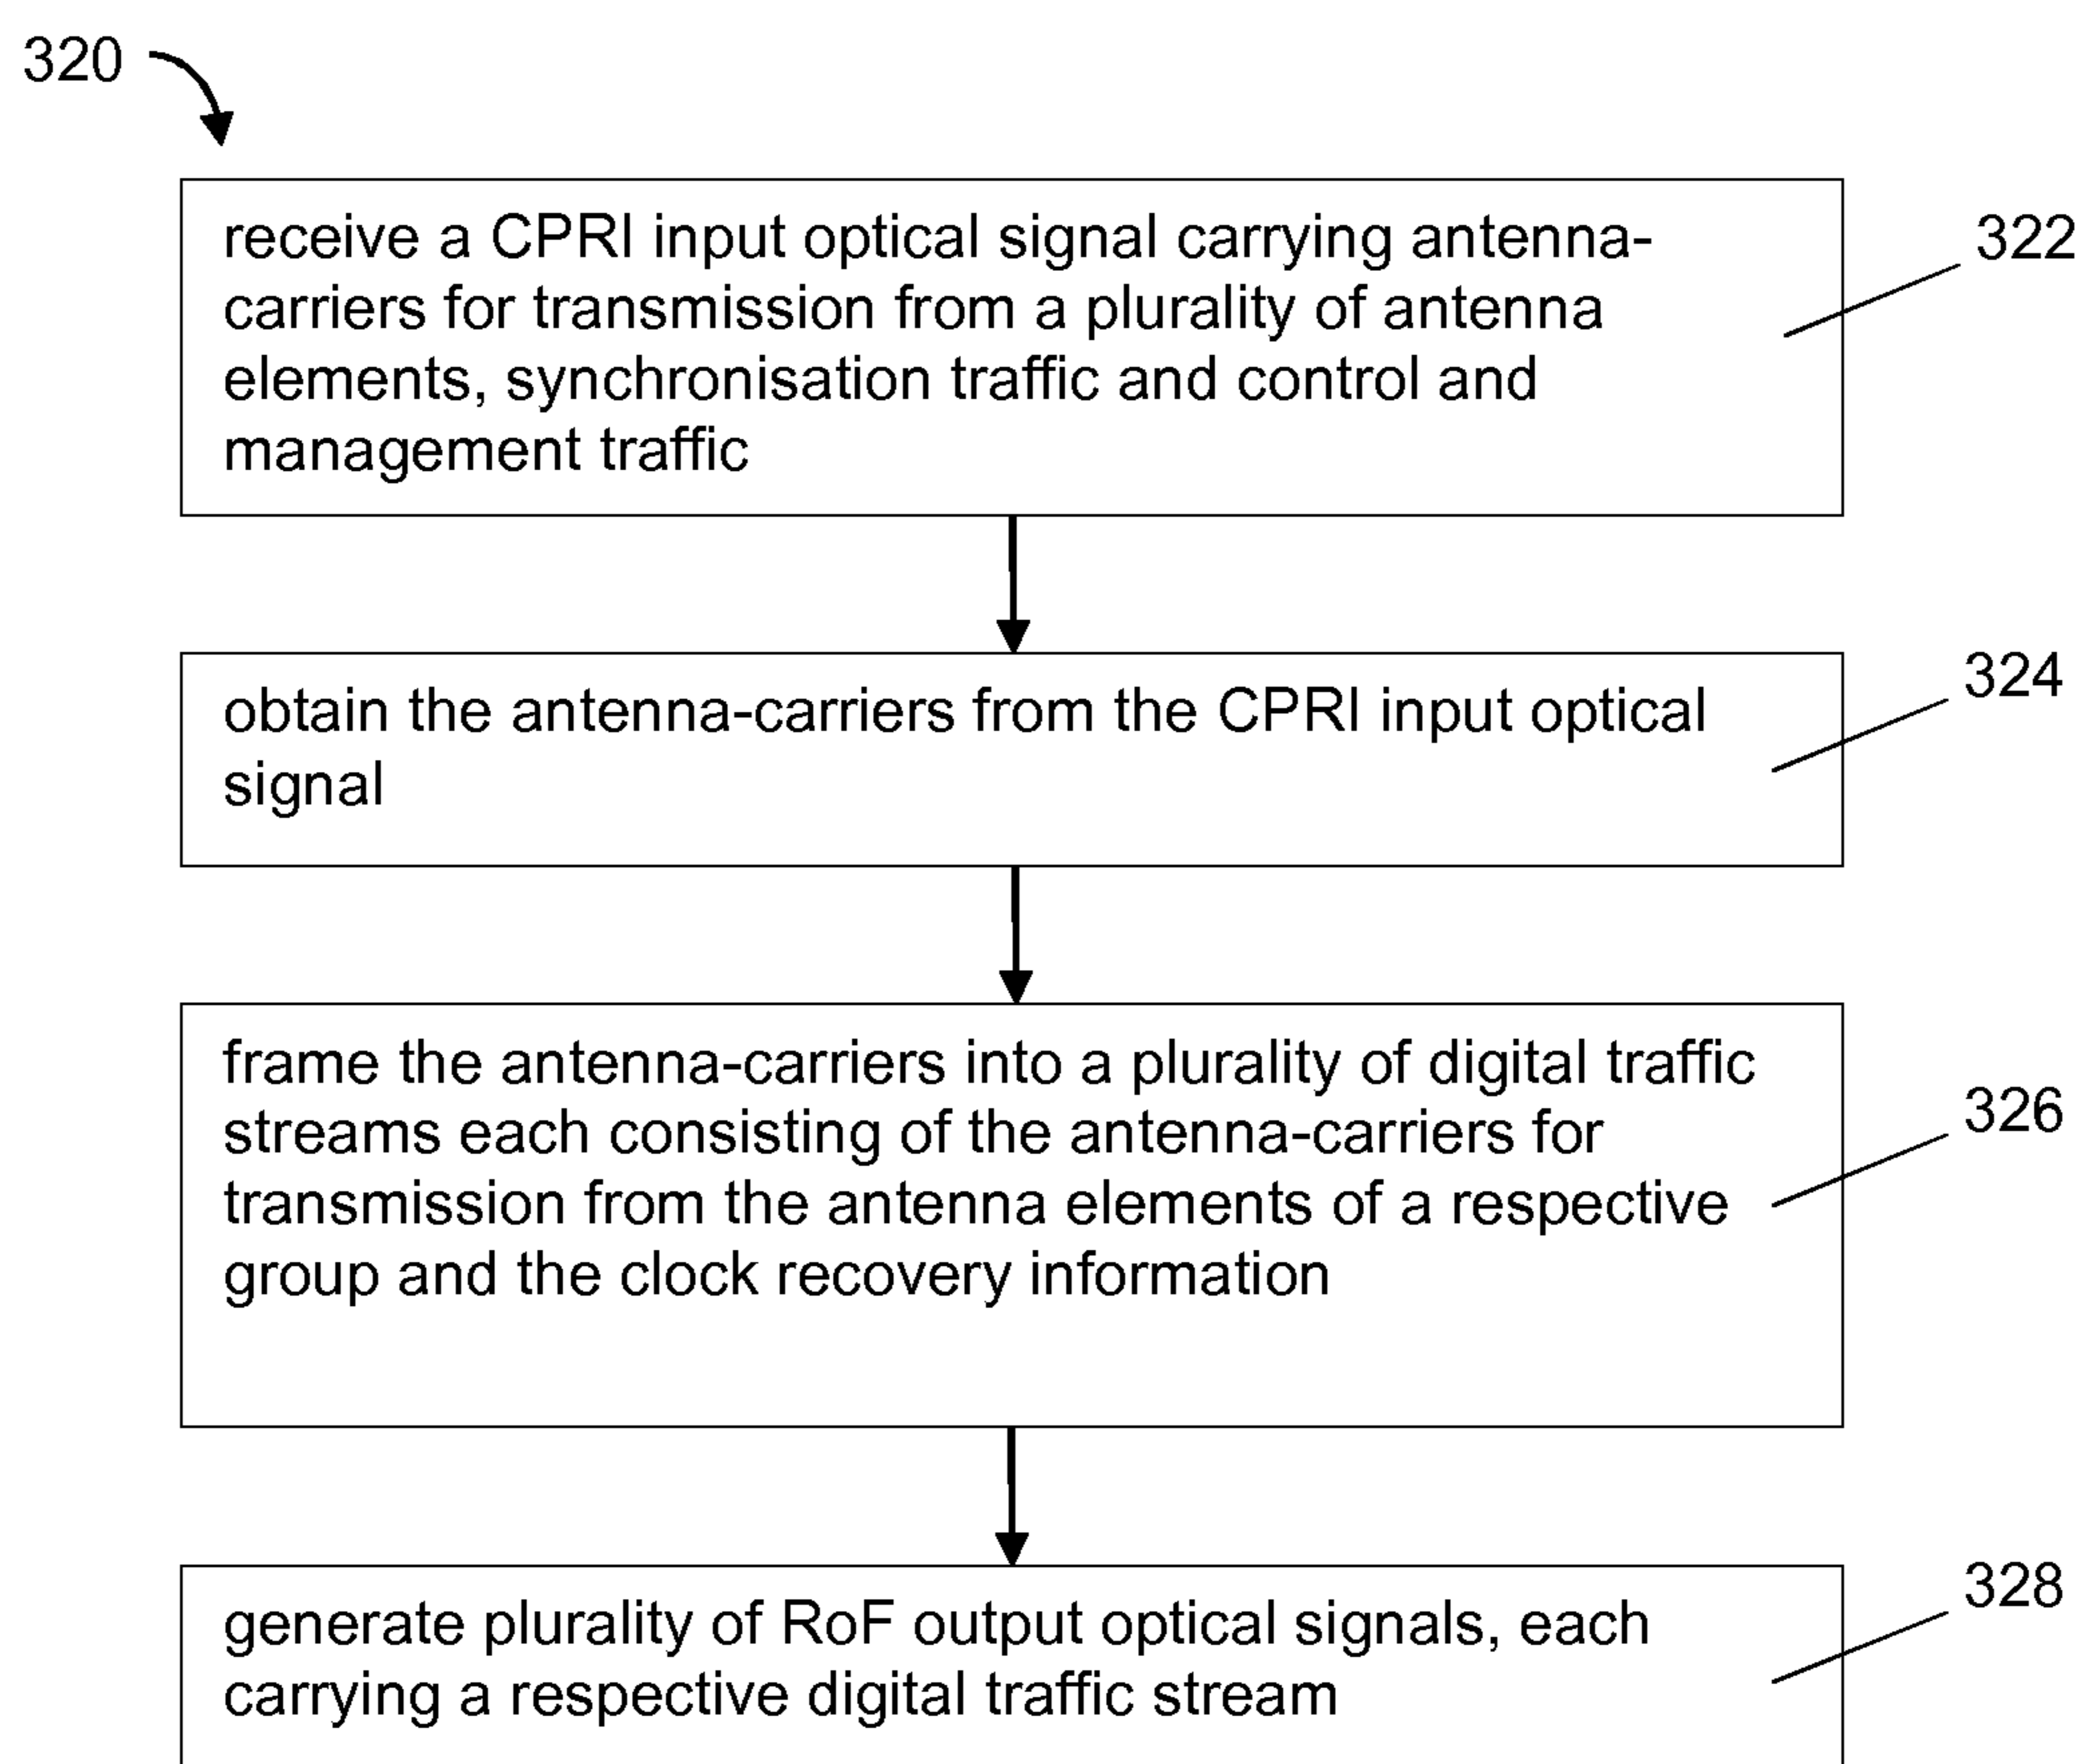 320
receive a CPRI input optical signal carrying antenna-
carriers for transmission from a plurality of antenna
elements, synchronisation traffic and control and
management traffic
322
obtain the antenna-carriers from the CPRI input optical
signal
324
frame the antenna-carriers into a plurality of digital traffic
streams each consisting of the antenna-carriers for
transmission from the antenna elements of a respective
group and the clock recovery information
326
generate plurality of RoF output optical signals, each
carrying a respective digital traffic stream
328